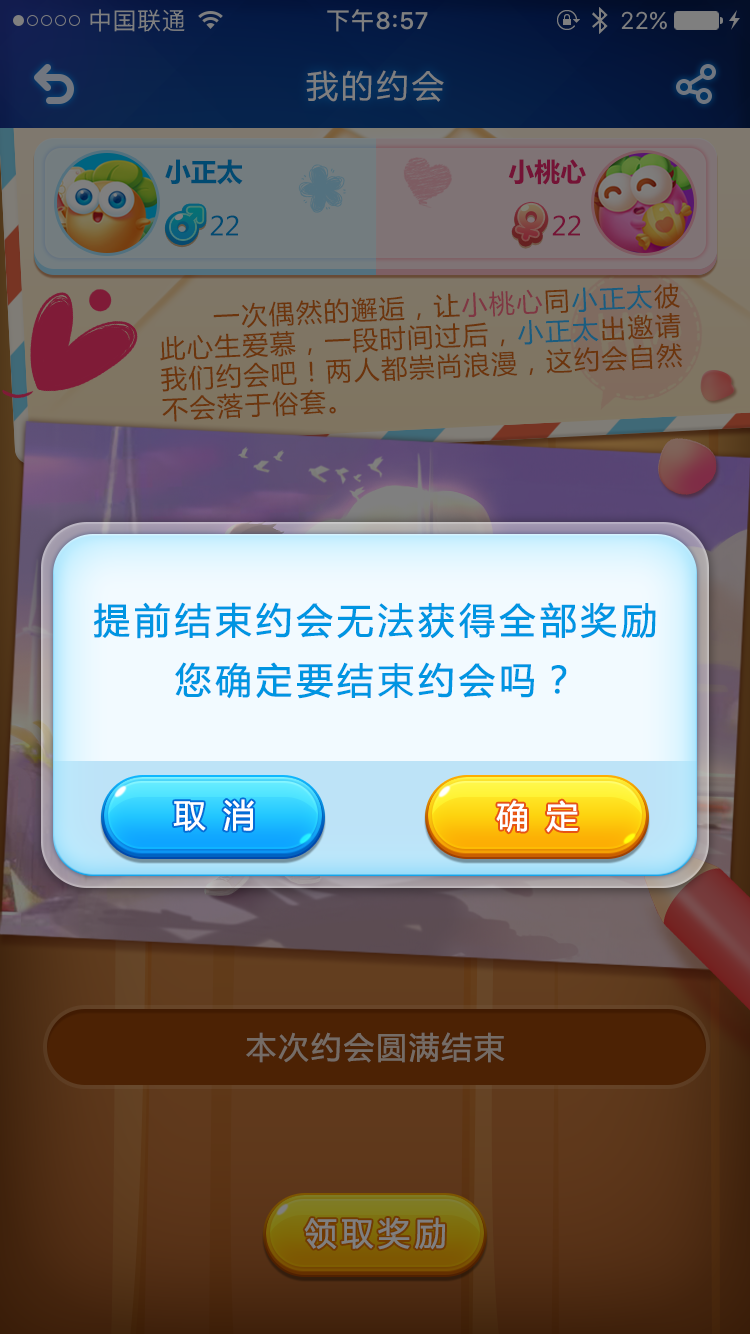 中国联通 下午8:57 22%
我的约会
小正太 小桃心
22 22
一次偶然的邂逅，让小桃心同小正太彼
此心生爱慕，一段时间过后，小正太出邀请
我们约会吧！两人都崇尚浪漫，这约会自然
不会落于俗套。
提前结束约会无法获得全部奖励
您确定要结束约会吗？
取消 确定
本次约会圆满结束
领取奖励